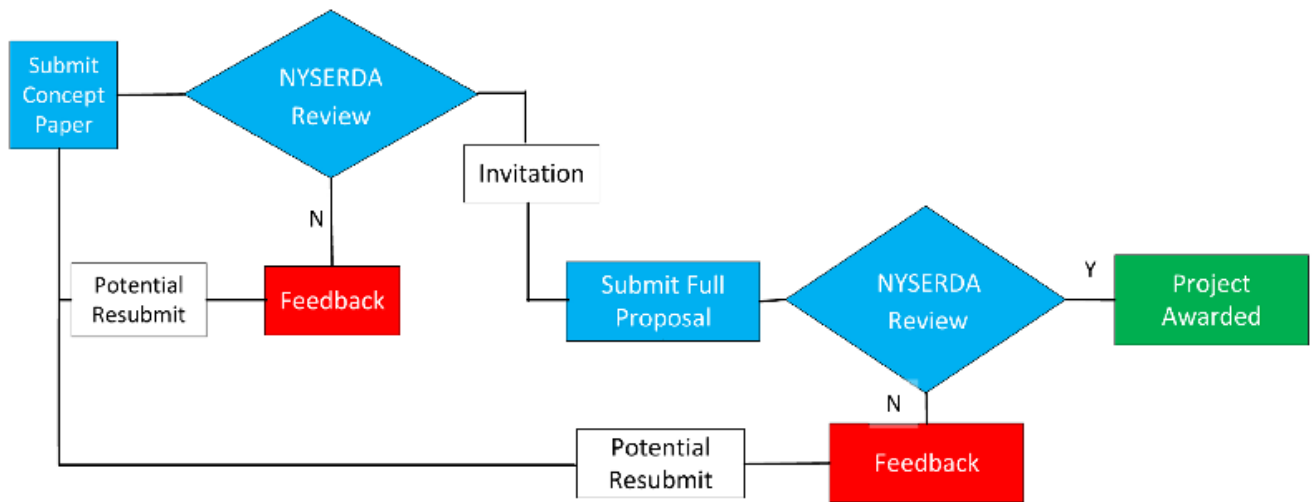 Submit
Concept
Paper
NYSERDA
Review
Invitation
N
Potential
Resubmit
Feedback
Submit Full
Proposal
NYSERDA
Review
Y
Project
Awarded
N
Potential
Resubmit
Feedback